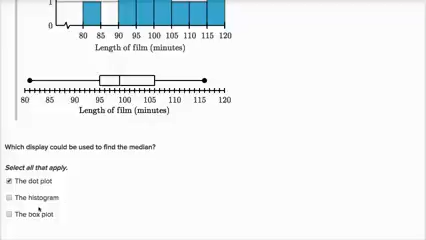 1
0
80 85 90 95 100 105 110 115 120
Length of film (minutes)
80 85 90 95 100 105 110 115 120
Length of film (minutes)
Which display could be used to find the median?
Select all that apply.
The dot plot
The histogram
The box plot